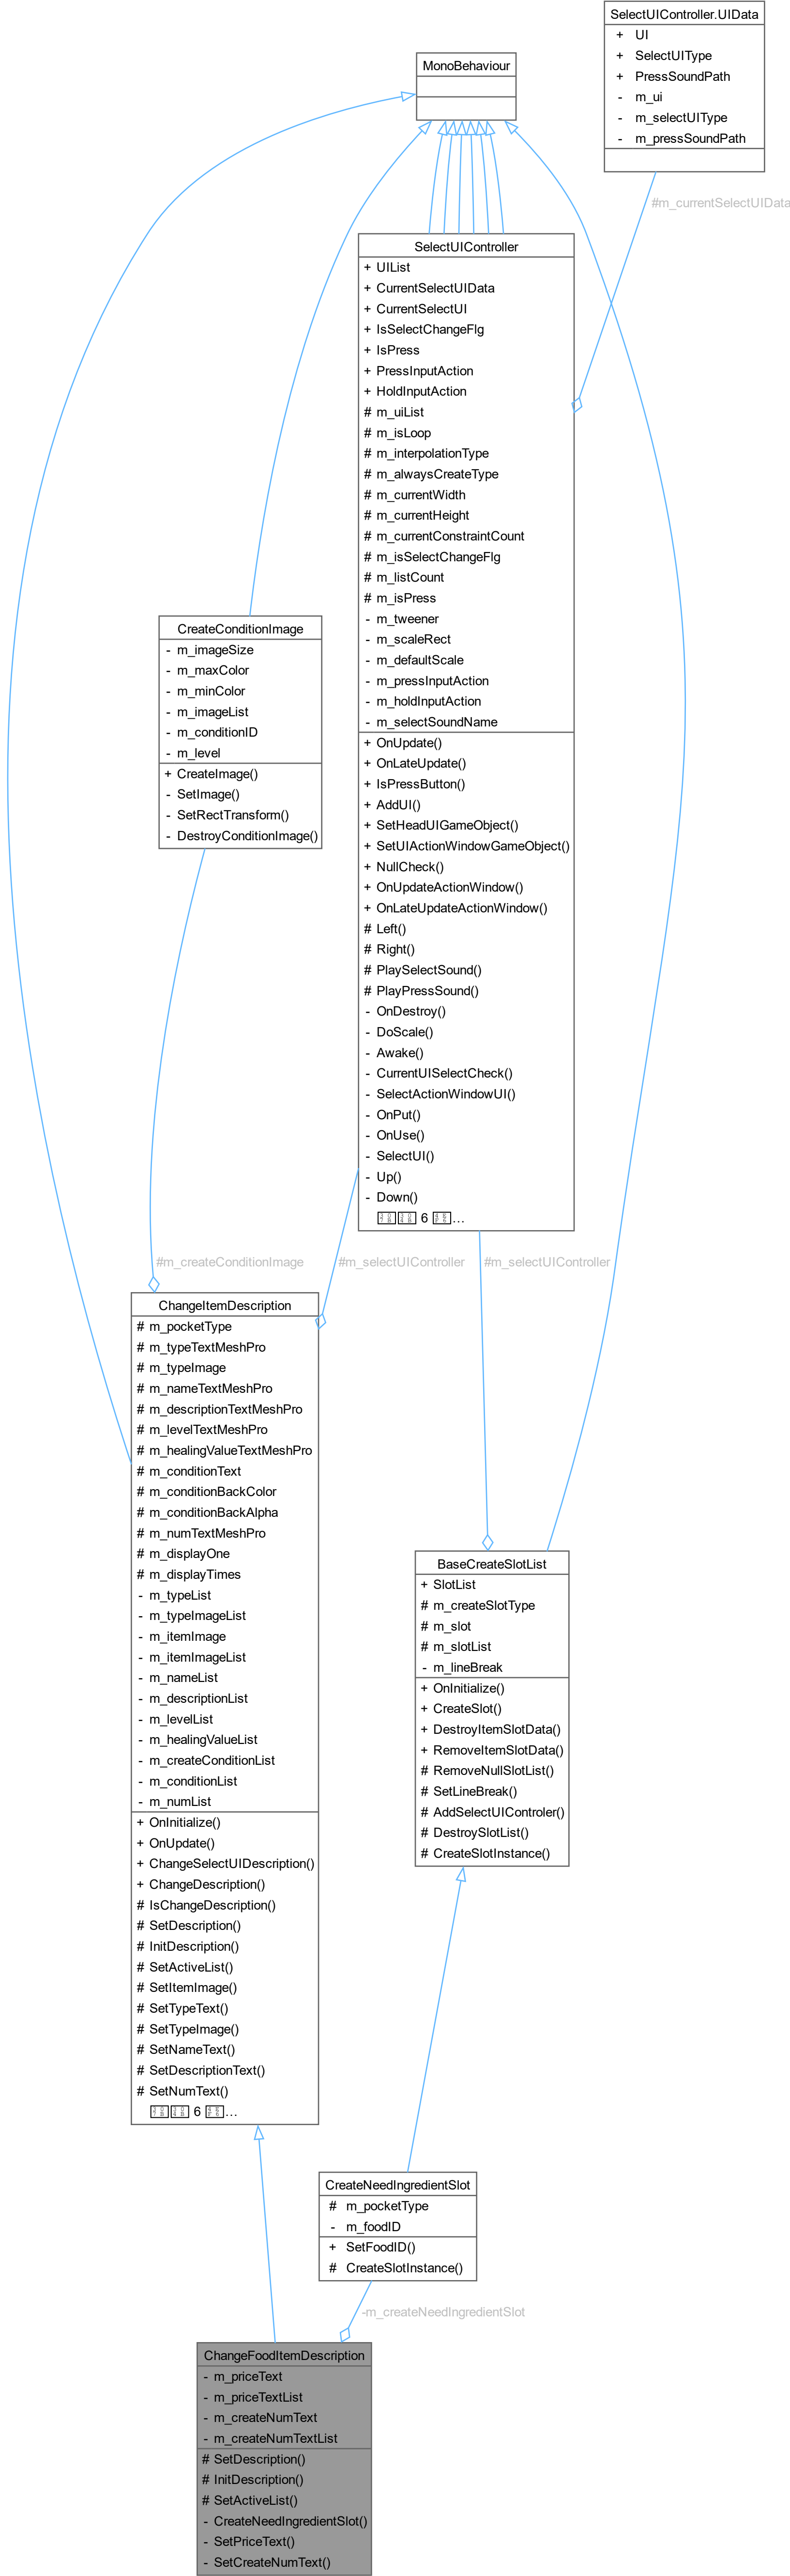 SelectUIController.UIData
+ UI
+ SelectUIType
+ PressSoundPath
- m_ui
- m_selectUIType
- m_pressSoundPath
MonoBehaviour
#m_currentSelectUIData
SelectUIController
+ UIList
+ CurrentSelectUIData
+ CurrentSelectUI
+ IsSelectChangeFlg
+ IsPress
+ PressInputAction
+ HoldInputAction
# m_uiList
# m_isLoop
# m_interpolationType
# m_alwaysCreateType
# m_currentWidth
# m_currentHeight
# m_currentConstraintCount
# m_isSelectChangeFlg
# m_listCount
# m_isPress
- m_tweener
- m_scaleRect
- m_defaultScale
- m_pressInputAction
- m_holdInputAction
- m_selectSoundName
+ OnUpdate()
+ OnLateUpdate()
+ IsPressButton()
+ AddUI()
+ SetHeadUIGameObject()
+ SetUIActionWindowGameObject()
+ NullCheck()
+ OnUpdateActionWindow()
+ OnLateUpdateActionWindow()
# Left()
# Right()
# PlaySelectSound()
# PlayPressSound()
- OnDestroy()
- DoScale()
- Awake()
- CurrentUISelectCheck()
- SelectActionWindowUI()
- OnPut()
- OnUse()
- SelectUI()
- Up()
- Down()
6 ...
CreateConditionImage
- m_imageSize
- m_maxColor
- m_minColor
- m_imageList
- m_conditionID
- m_level
+ CreateImage()
- SetImage()
- SetRectTransform()
- DestroyConditionImage()
#m_createConditionImage
#m_selectUIController
#m_selectUIController
ChangeItemDescription
# m_pocketType
# m_typeTextMeshPro
# m_typeImage
# m_nameTextMeshPro
# m_descriptionTextMeshPro
# m_levelTextMeshPro
# m_healingValueTextMeshPro
# m_conditionText
# m_conditionBackColor
# m_conditionBackAlpha
# m_numTextMeshPro
# m_displayOne
# m_displayTimes
- m_typeList
- m_typeImageList
- m_itemImage
- m_itemImageList
- m_nameList
- m_descriptionList
- m_levelList
- m_healingValueList
- m_createConditionList
- m_conditionList
- m_numList
+ OnInitialize()
+ OnUpdate()
+ ChangeSelectUIDescription()
+ ChangeDescription()
# IsChangeDescription()
# SetDescription()
# InitDescription()
# SetActiveList()
# SetItemImage()
# SetTypeText()
# SetTypeImage()
# SetNameText()
# SetDescriptionText()
# SetNumText()
6 ...
BaseCreateSlotList
+ SlotList
# m_createSlotType
# m_slot
# m_slotList
- m_lineBreak
+ OnInitialize()
+ CreateSlot()
+ DestroyItemSlotData()
+ RemoveItemSlotData()
# RemoveNullSlotList()
# SetLineBreak()
# AddSelectUIControler()
# DestroySlotList()
# CreateSlotInstance()
CreateNeedIngredientSlot
# m_pocketType
- m_foodID
+ SetFoodID()
# CreateSlotInstance()
-m_createNeedIngredientSlot
ChangeFoodItemDescription
- m_priceText
- m_priceTextList
- m_createNumText
- m_createNumTextList
# SetDescription()
# InitDescription()
# SetActiveList()
- CreateNeedIngredientSlot()
- SetPriceText()
- SetCreateNumText()